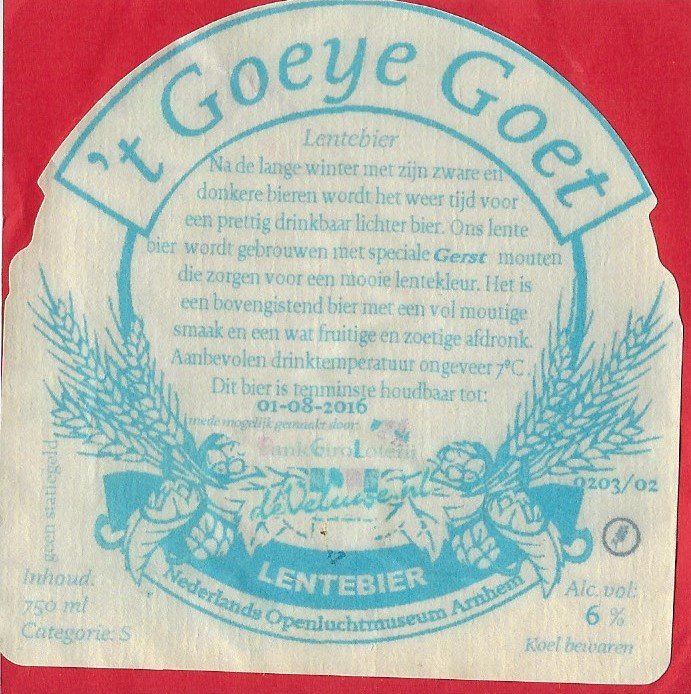 't Goeye Goet
Lentebier
Na de lange winter met zijn zware en
donkere bieren wordt het weer tijd voor
een prettig drinkbaar lichter bier. Ons lente
bier wordt gebrouwen met speciale Gerst mouten
die zorgen voor een mooie lentekleur. Het is
een bovengistend bier met een vol moutige
smaak en een wat fruitige en zoetige afdronk.
Aanbevolen drinktemperatuur ongeveer 7°C.
Dit bier is tenminste houdbaar tot:
01-08-2016
mede mogelijk gemaakt door:
BankGiroLoterij
deVeluwe.nl
geen statiegeld
0203/02
LENTEBIER
Nederlands Openluchtmuseum Arnhem
Inhoud.
750 ml
Categorie: S
Alc. vol:
6 %
Koel bewaren